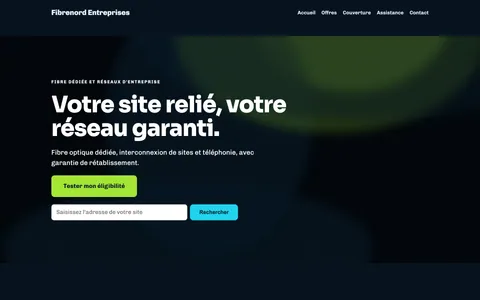 Fibrenord Entreprises
Accueil Offres Couverture Assistance Contact
FIBRE DÉDIÉE ET RÉSEAUX D'ENTREPRISE
Votre site relié, votre
réseau garanti.
Fibre optique dédiée, interconnexion de sites et téléphonie, avec
garantie de rétablissement.
Tester mon éligibilité
Saisissez l'adresse de votre site
Rechercher